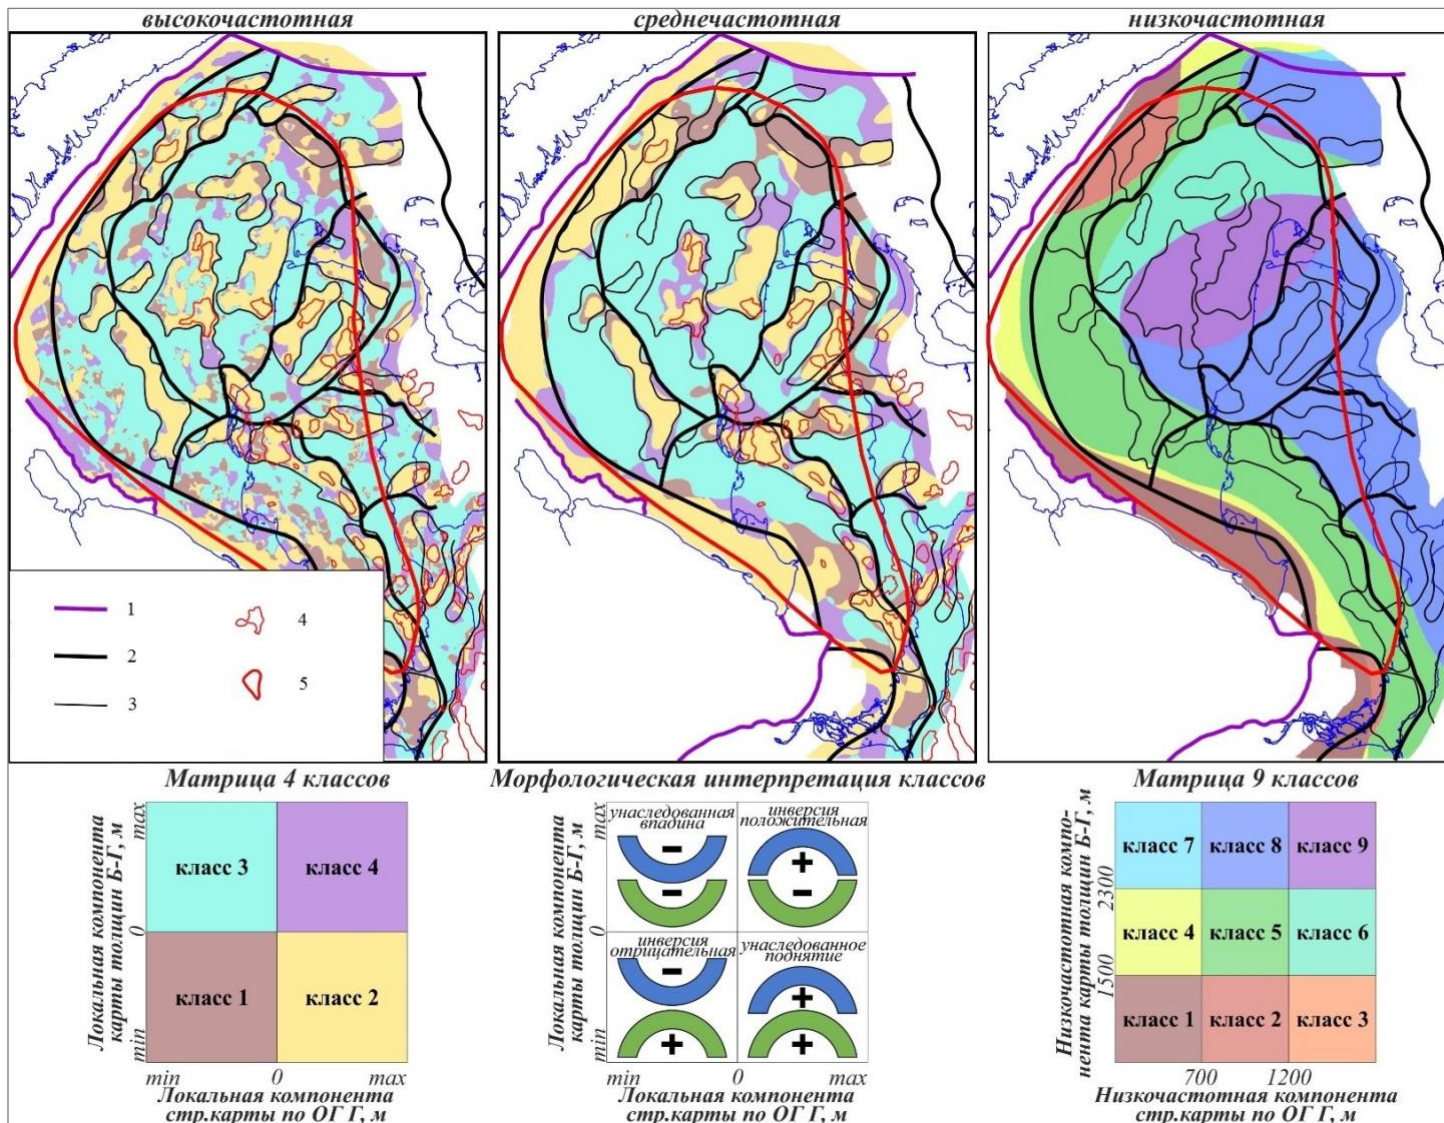 высокочастотная
среднечастотная
низкочастотная
1
2
3
4
5
Матрица 4 классов
Локальная компонента
карты толщин Б-Г, м
max
0
min
класс 3
класс 4
класс 1
класс 2
min 0 max
Локальная компонента
стр.карты по ОГ Г, м
Морфологическая интерпретация классов
Локальная компонента
карты толщин Б-Г, м
max
0
min
унаследованная
впадина
-
-
инверсия
положительная
+
-
инверсия
отрицательная
-
+
унаследованное
поднятие
+
+
min 0 max
Локальная компонента
стр.карты по ОГ Г, м
Матрица 9 классов
Низкочастотная компо-
нента карты толщин Б-Г, м
2300
1500
класс 7
класс 8
класс 9
класс 4
класс 5
класс 6
класс 1
класс 2
класс 3
700 1200
Низкочастотная компонента
стр.карты по ОГ Г, м